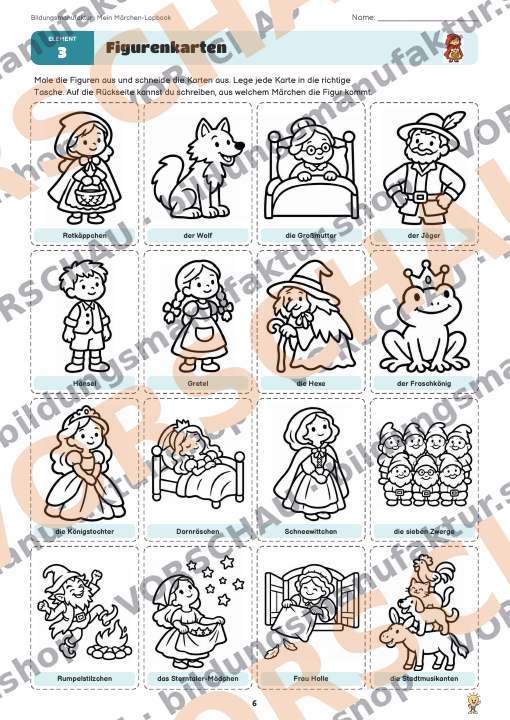 Bildungsmanufaktur: Mein Märchen-Lapbook
Name:
ELEMENT
3
Figurenkarten
Male die Figuren aus und schneide die Karten aus. Lege jede Karte in die richtige
Tasche. Auf die Rückseite kannst du schreiben, aus welchem Märchen die Figur kommt.
Rotkäppchen
der Wolf
die Großmutter
der Jäger
Hänsel
Gretel
die Hexe
der Froschkönig
die Königstochter
Dornröschen
Schneewittchen
die sieben Zwerge
Rumpelstilzchen
das Sterntaler-Mädchen
Frau Holle
die Stadtmusikanten
6
VORSCHAU · bildungsmanufaktur.shop